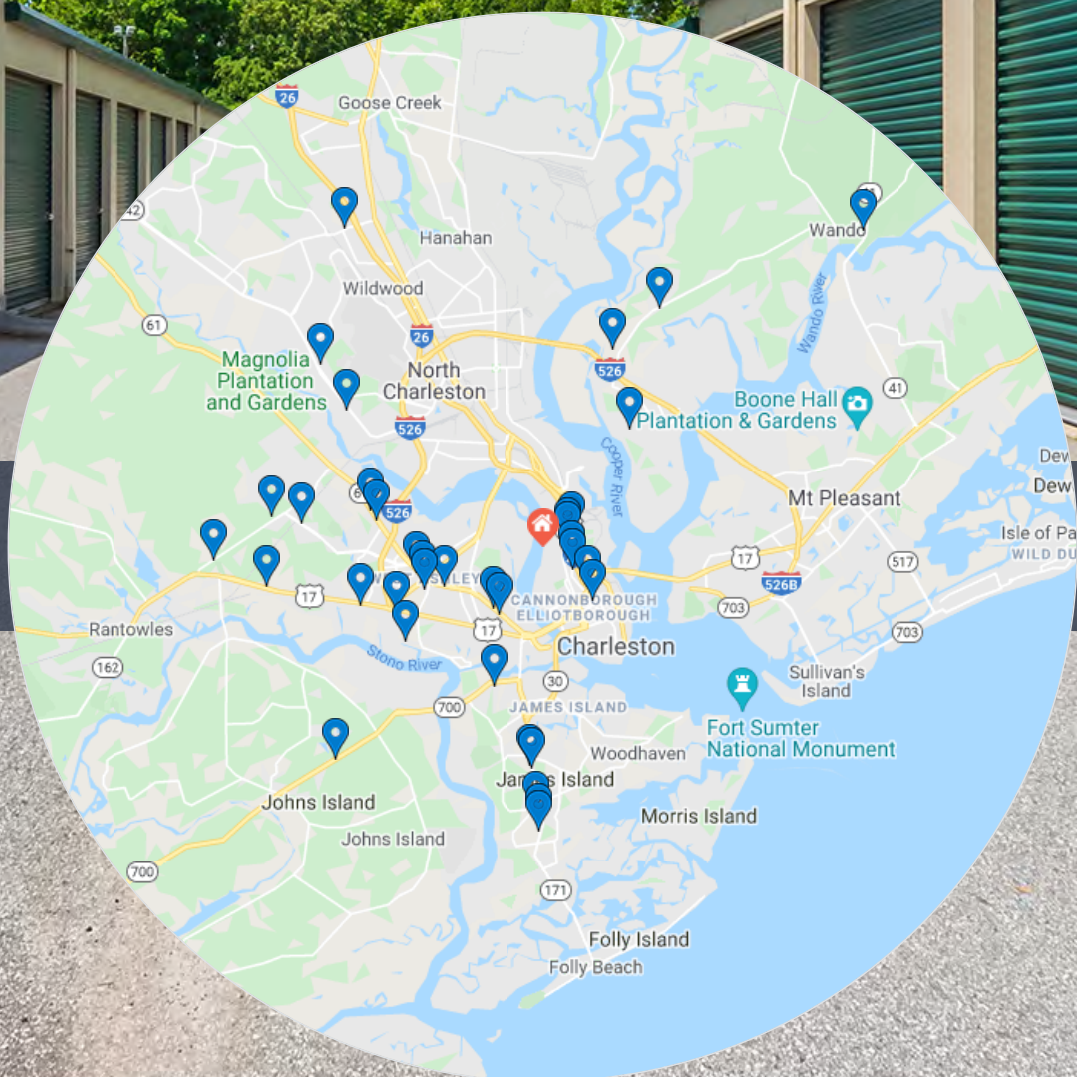 26
Goose Creek
42
Wando
Hanahan
Wildwood
Wando River
61
26
Magnolia
Plantation
and Gardens
North
Charleston
526
41
Boone Hall
Plantation & Gardens
526
Cooper River
Mt Pleasant
526
Isle of Pa
WILD DU
17
517
526B
17
CANNONBOROUGH
ELLIOTBOROUGH
703
703
Rantowles
17
Charleston
Stono River
162
30
Sullivan's
Island
700
JAMES ISLAND
Fort Sumter
National Monument
Woodhaven
James Island
Johns Island
Morris Island
Johns Island
700
171
Folly Island
Folly Beach